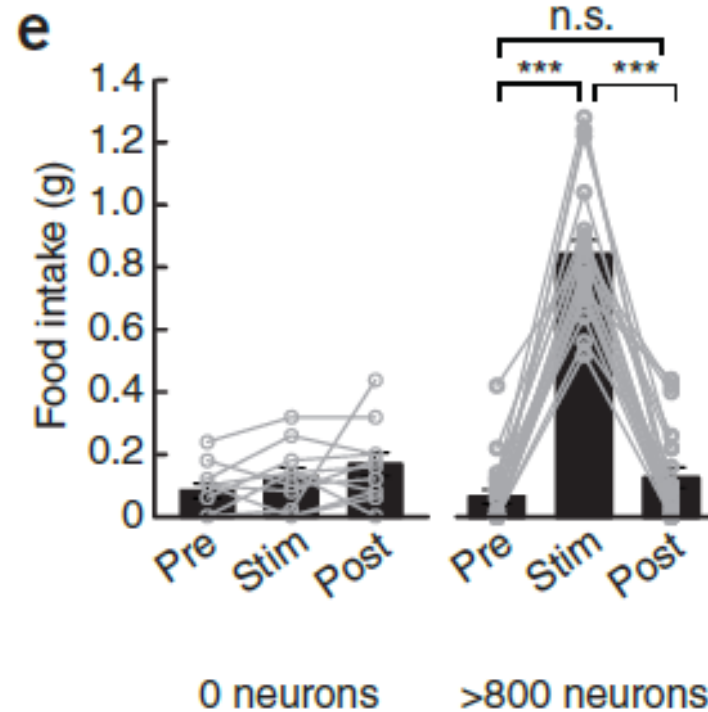 e
n.s.
*** ***
Food intake (g)
1.4
1.2
1.0
0.8
0.6
0.4
0.2
0
Pre Stim Post Pre Stim Post
0 neurons >800 neurons